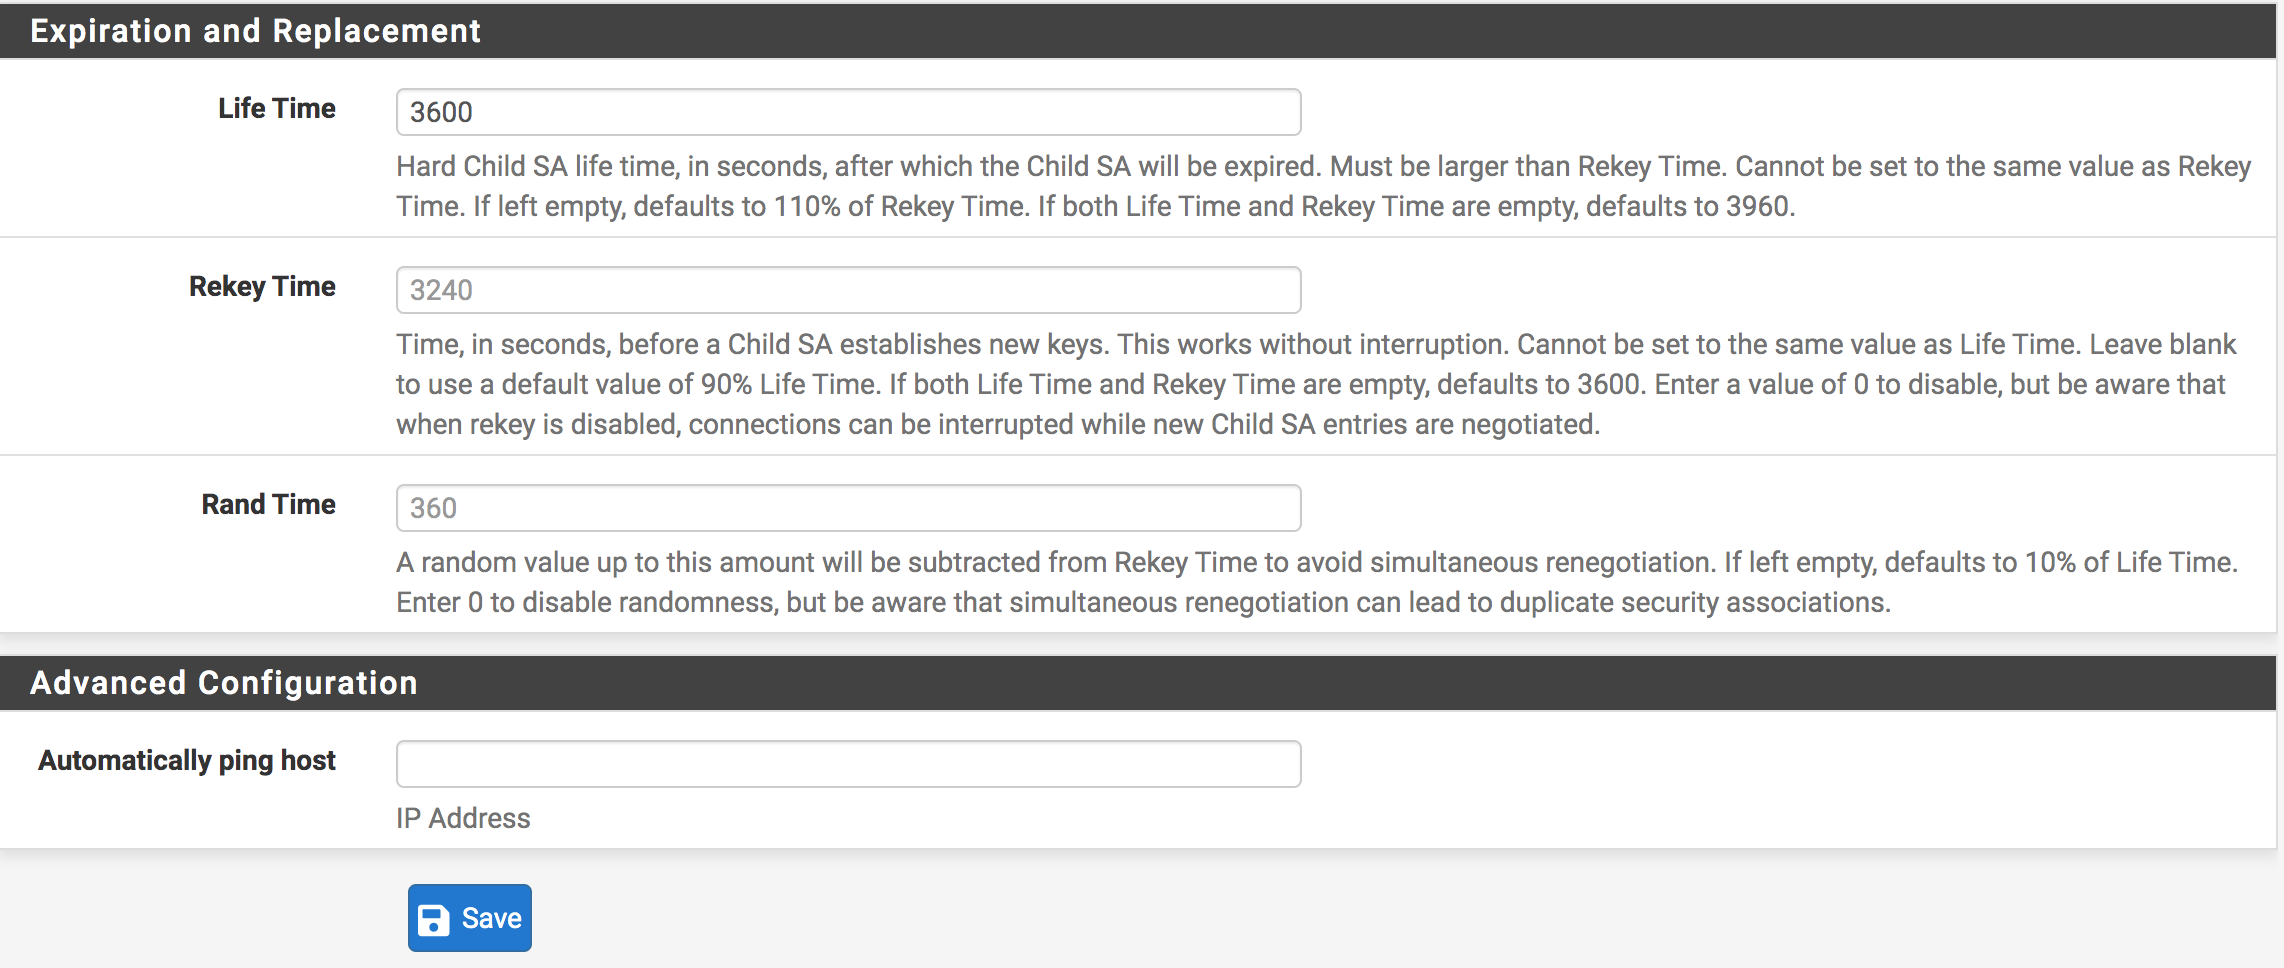 Expiration and Replacement
Life Time
3600
Hard Child SA life time, in seconds, after which the Child SA will be expired. Must be larger than Rekey Time. Cannot be set to the same value as Rekey
Time. If left empty, defaults to 110% of Rekey Time. If both Life Time and Rekey Time are empty, defaults to 3960.
Rekey Time
3240
Time, in seconds, before a Child SA establishes new keys. This works without interruption. Cannot be set to the same value as Life Time. Leave blank
to use a default value of 90% Life Time. If both Life Time and Rekey Time are empty, defaults to 3600. Enter a value of 0 to disable, but be aware that
when rekey is disabled, connections can be interrupted while new Child SA entries are negotiated.
Rand Time
360
A random value up to this amount will be subtracted from Rekey Time to avoid simultaneous renegotiation. If left empty, defaults to 10% of Life Time.
Enter 0 to disable randomness, but be aware that simultaneous renegotiation can lead to duplicate security associations.
Advanced Configuration
Automatically ping host
IP Address
Save